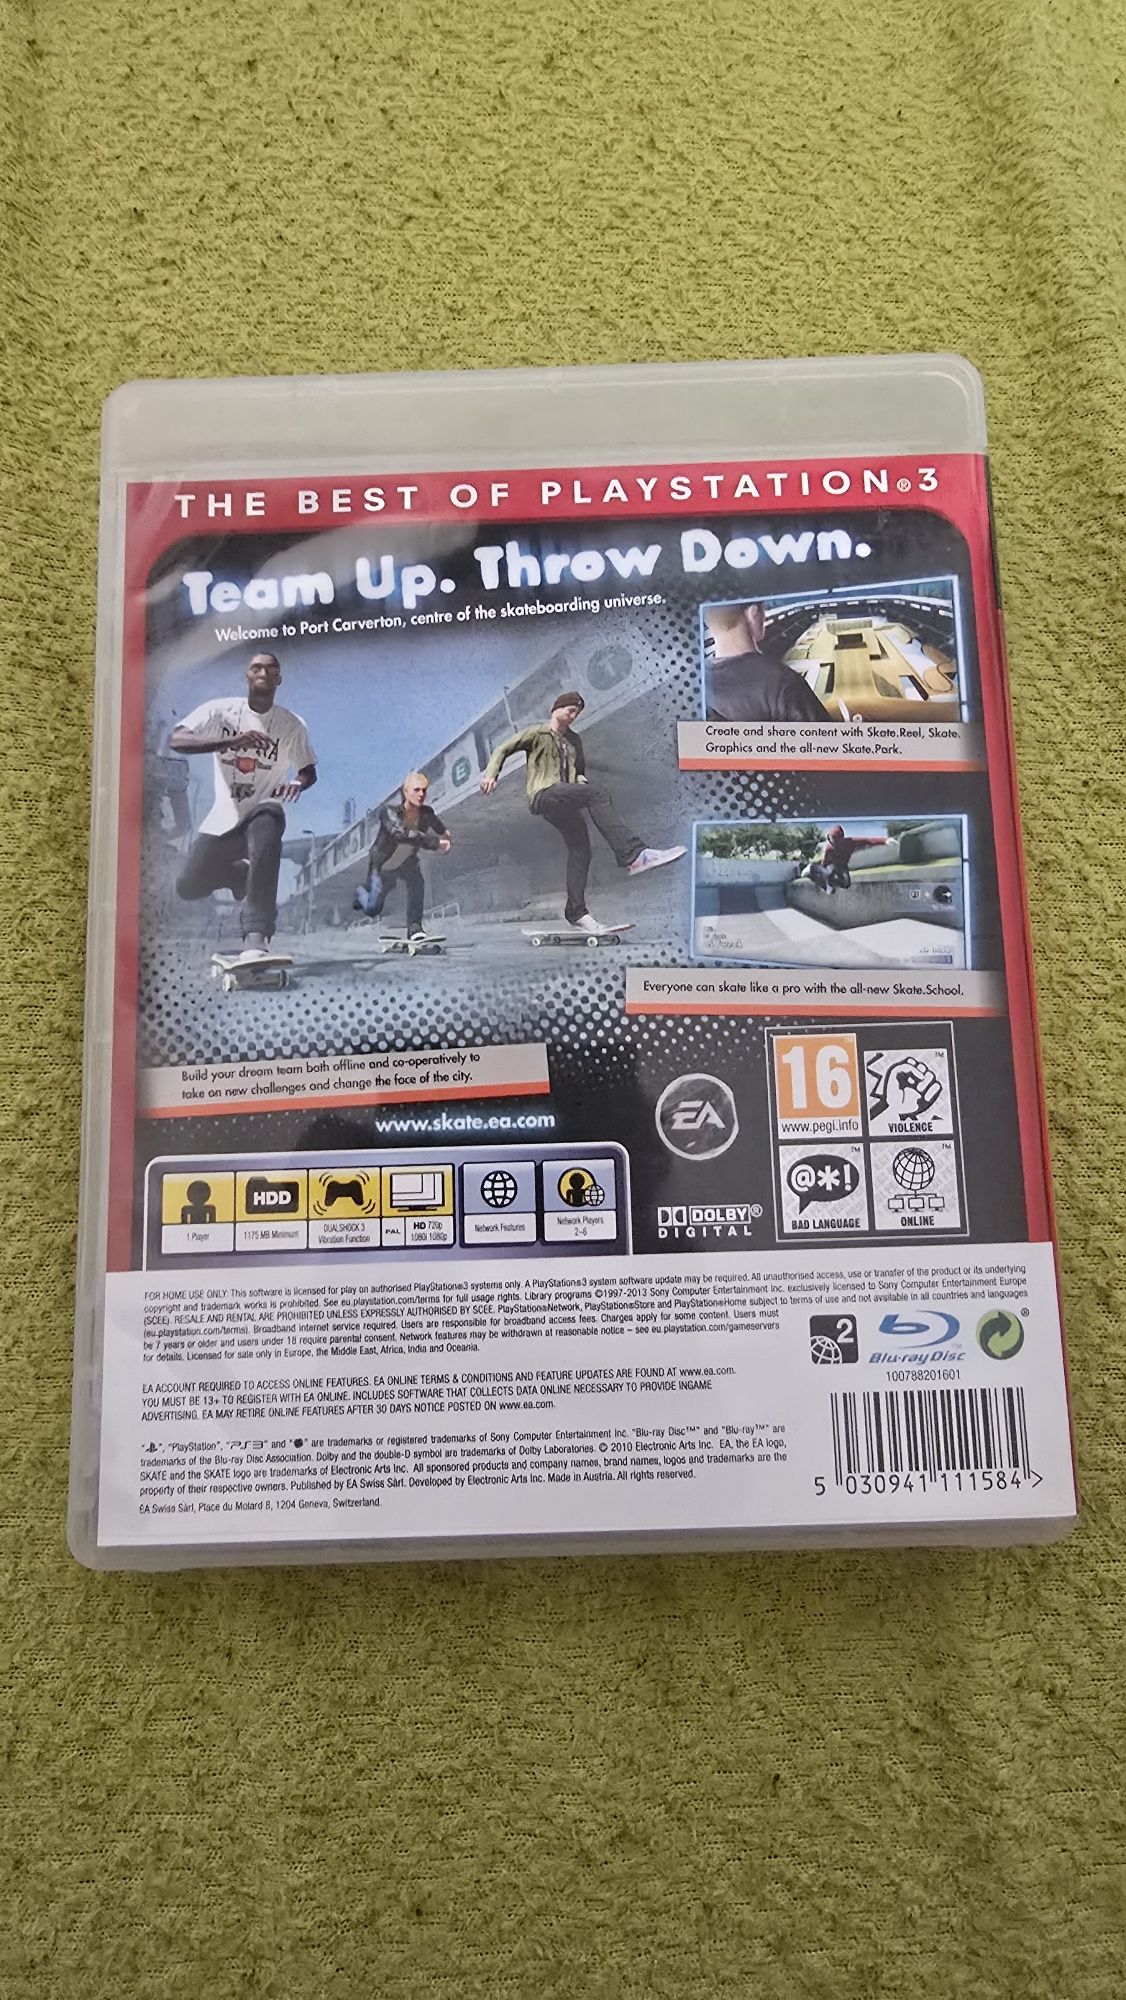 THE BEST OF PLAYSTATION®3
Team Up. Throw Down.
Welcome to Port Carverton, centre of the skateboarding universe.
Create and share content with Skate.Reel, Skate.
Graphics and the all-new Skate.Park.
Everyone can skate like a pro with the all-new Skate.School.
Build your dream team both offline and co-operatively to
take on new challenges and change the face of the city.
www.skate.ea.com
EA
16
www.pegi.info
VIOLENCE
@*!
BAD LANGUAGE
ONLINE
HDD
1 Player
1175 MB Minimum
DUALSHOCK 3
Vibration Function
PAL
HD 720p
1080i 1080p
Network Features
Network Players
2-6
DOLBY®
DIGITAL
FOR HOME USE ONLY. This software is licensed for play on authorised PlayStation®3 systems only. A PlayStation®3 system software update may be required. All unauthorised access, use or transfer of the product or its underlying
copyright and trademark works is prohibited. See eu.playstation.com/terms for full usage rights. Library programs ©1997-2013 Sony Computer Entertainment Inc. exclusively licensed to Sony Computer Entertainment Europe
(SCEE). RESALE AND RENTAL ARE PROHIBITED UNLESS EXPRESSLY AUTHORISED BY SCEE. PlayStation®Network, PlayStation®Store and PlayStation®Home subject to terms of use and not available in all countries and languages
(eu.playstation.com/terms). Broadband internet service required. Users are responsible for broadband access fees. Charges apply for some content. Users must
be 7 years or older and users under 18 require parental consent. Network features may be withdrawn at reasonable notice – see eu.playstation.com/gameservers
for details. Licensed for sale only in Europe, the Middle East, Africa, India and Oceania.
EA ACCOUNT REQUIRED TO ACCESS ONLINE FEATURES. EA ONLINE TERMS & CONDITIONS AND FEATURE UPDATES ARE FOUND AT www.ea.com.
YOU MUST BE 13+ TO REGISTER WITH EA ONLINE. INCLUDES SOFTWARE THAT COLLECTS DATA ONLINE NECESSARY TO PROVIDE INGAME
ADVERTISING. EA MAY RETIRE ONLINE FEATURES AFTER 30 DAYS NOTICE POSTED ON www.ea.com.
"PlayStation", "PS3" and are trademarks or registered trademarks of Sony Computer Entertainment Inc. "Blu-ray Disc™" and "Blu-ray™" are
trademarks of the Blu-ray Disc Association. Dolby and the double-D symbol are trademarks of Dolby Laboratories. © 2010 Electronic Arts Inc. EA, the EA logo,
SKATE and the SKATE logo are trademarks of Electronic Arts Inc. All sponsored products and company names, brand names, logos and trademarks are the
property of their respective owners. Published by EA Swiss Sàrl. Developed by Electronic Arts Inc. Made in Austria. All rights reserved.
EA Swiss Sàrl, Place du Molard 8, 1204 Geneva, Switzerland.
2
Blu-ray Disc
100788201601
5 030941 111584 >